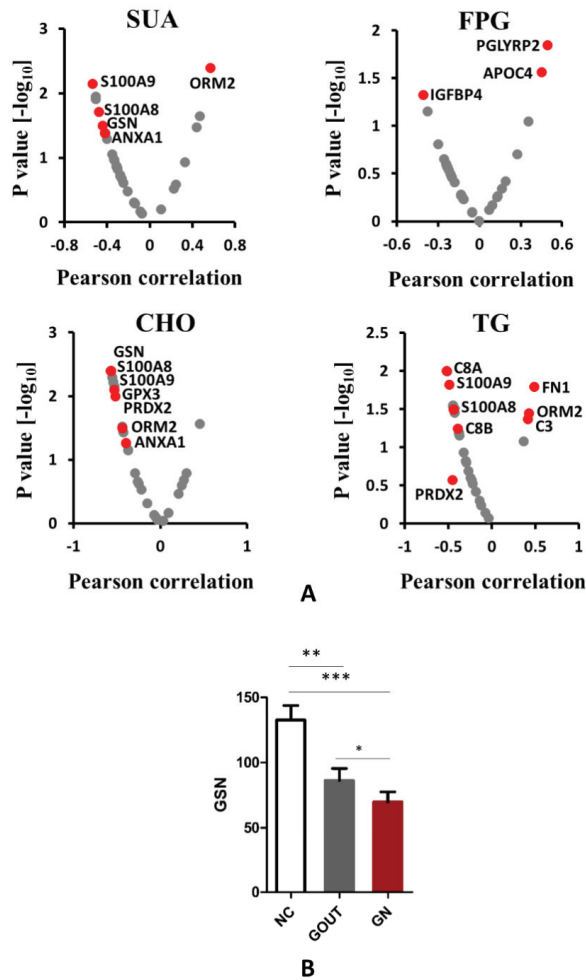 SUA
P value [-log10]
3
2
1
0
-0.8
-0.4
0
0.4
0.8
S100A9
S100A8
GSN
ANXA1
ORM2
Pearson correlation
FPG
P value [-log10]
2
1.5
1
0.5
0
-0.6
-0.3
0
0.3
0.6
PGLYRP2
APOC4
IGFBP4
Pearson correlation
CHO
P value [-log10]
3
2
1
0
-1
0
1
GSN
S100A8
S100A9
GPX3
PRDX2
ORM2
ANXA1
Pearson correlation
TG
P value [-log10]
2.5
2
1.5
1
0.5
0
-1
-0.5
0
0.5
1
C8A
S100A9
FN1
S100A8
ORM2
C8B
C3
PRDX2
Pearson correlation
A
**
***
*
GSN
150
100
50
0
NC
GOUT
GN
B